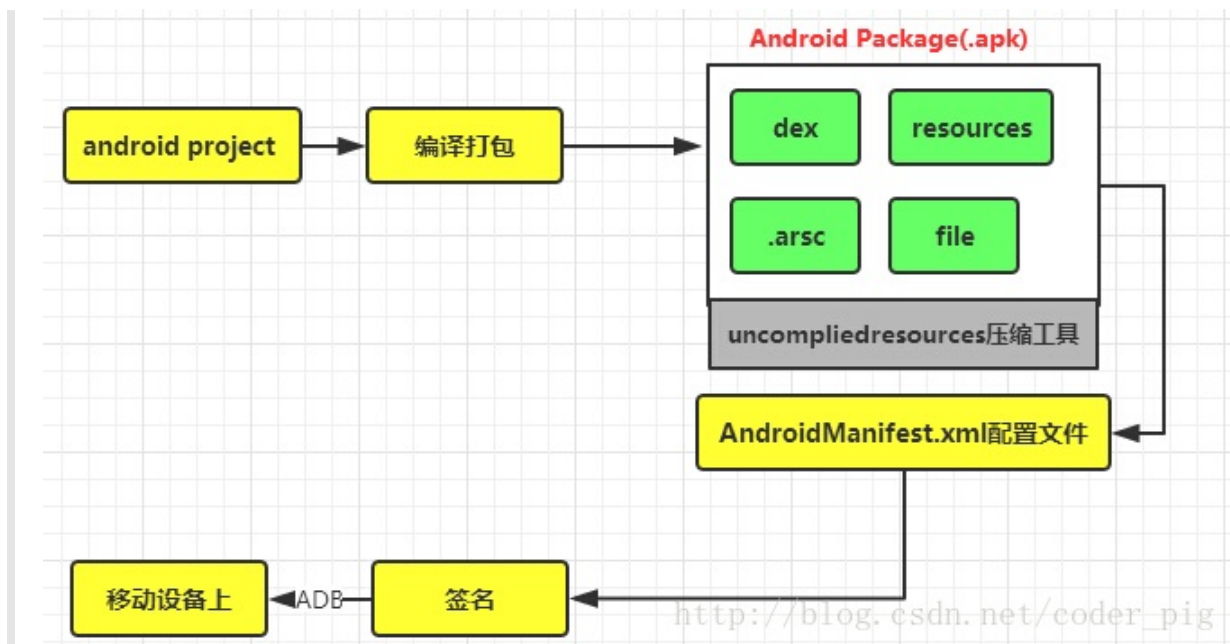 Android Package(.apk)
android project
编译打包
dex
resources
.arsc
file
uncompliedresources压缩工具
AndroidManifest.xml配置文件
移动设备上
ADB
签名
http://blog.csdn.net/coder_pig